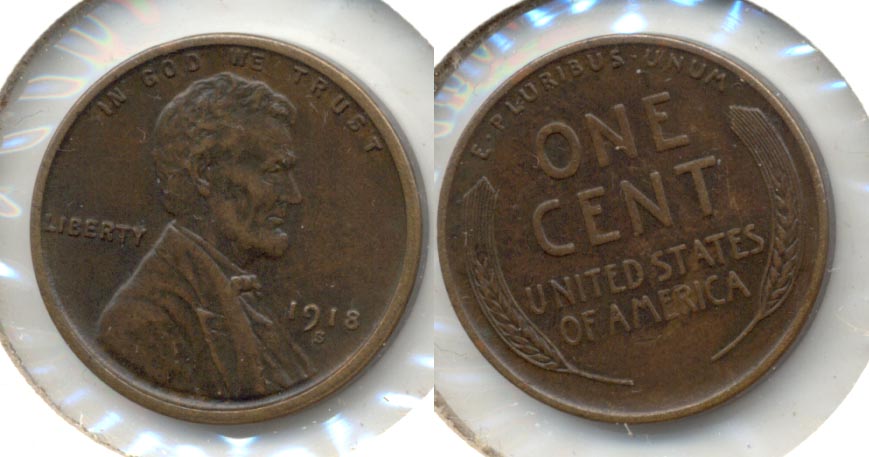 IN GOD WE TRUST
LIBERTY
1918
S
E·PLURIBUS·UNUM
ONE
CENT
UNITED STATES
OF AMERICA